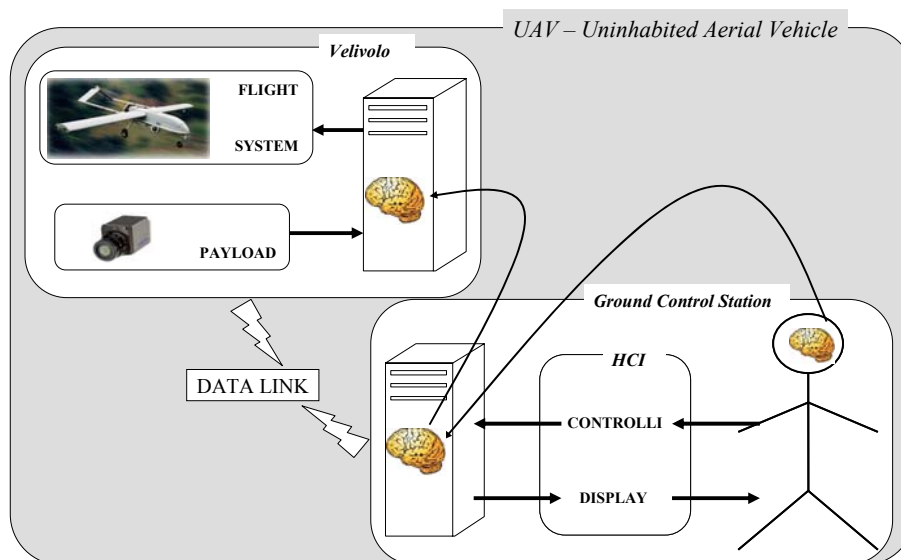 UAV – Uninhabited Aerial Vehicle
Velivolo
FLIGHT
SYSTEM
PAYLOAD
Ground Control Station
HCI
DATA LINK
CONTROLLI
DISPLAY